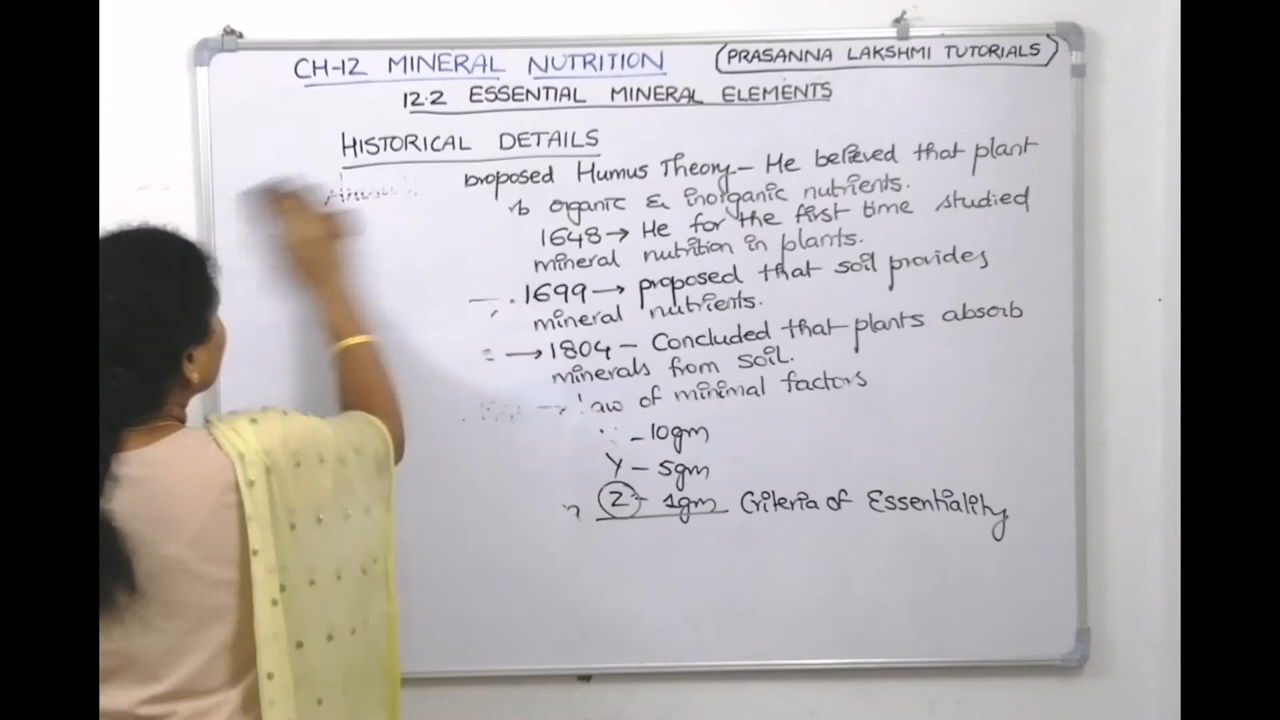 CH-12 MINERAL NUTRITION
(PRASANNA LAKSHMI TUTORIALS)
12.2 ESSENTIAL MINERAL ELEMENTS
HISTORICAL DETAILS
proposed Humus Theory - He believed that plant
organic & inorganic nutrients.
1648 → He for the first time studied
mineral nutrition in plants.
1699 → proposed that soil provides
mineral nutrients.
→ 1804 - Concluded that plants absorb
minerals from soil.
→ law of minimal factors
- 10gm
Y - 5gm
Z - 1gm Criteria of Essentiality